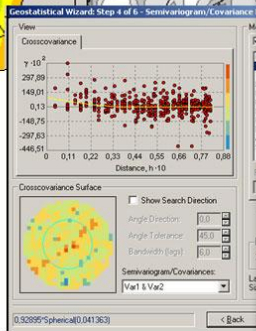 Geostatistical Wizard: Step 4 of 6 - Semivariogram/Covariance
View
Crosscovariance
γ ·10 2
297,89
149,01
0,13
-148,75
-297,63
-446,51
0 0,11 0,22 0,33 0,44 0,55 0,66 0,77 0,88
Distance, h ·10
Crosscovariance Surface
Show Search Direction
Angle Direction: 0,0
Angle Tolerance: 45,0
Bandwidth (lags): 6,0
Semivariogram/Covariances:
Var1 & Var2
0,92895*Spherical(0,041363)
< Back